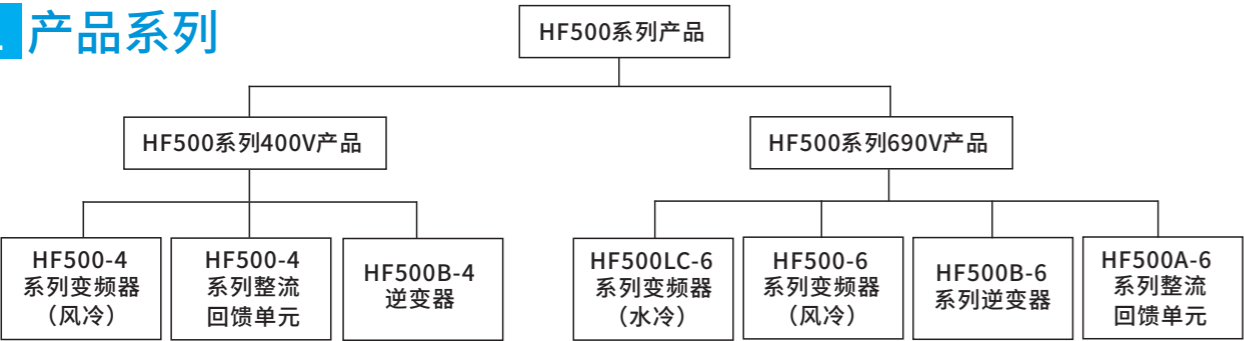 产品系列
HF500系列产品
HF500系列400V产品
HF500系列690V产品
HF500-4
系列变频器
（风冷）
HF500-4
系列整流
回馈单元
HF500B-4
逆变器
HF500LC-6
系列变频器
（水冷）
HF500-6
系列变频器
（风冷）
HF500B-6
系列逆变器
HF500A-6
系列整流
回馈单元